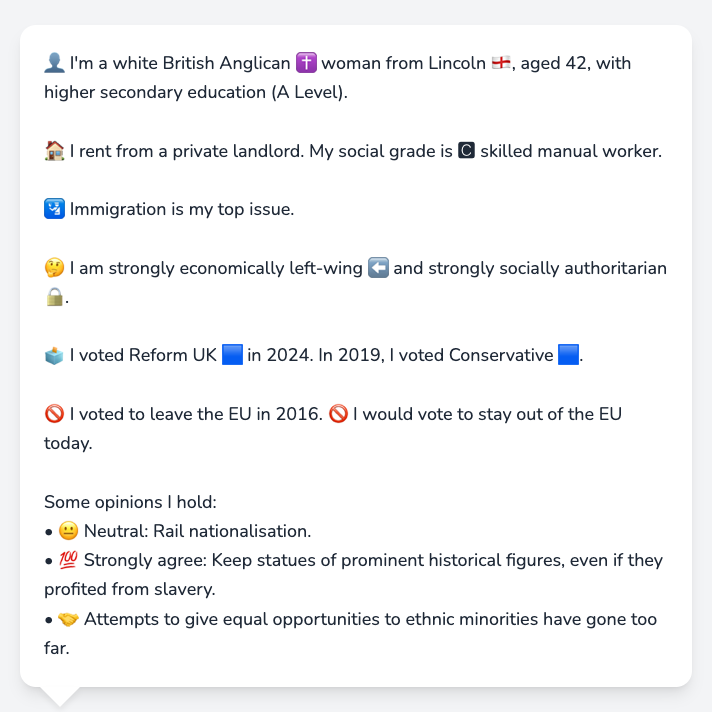 👤 I'm a white British Anglican ✝️ woman from Lincoln 🏴󠁧󠁢󠁥󠁮󠁧󠁿, aged 42, with
higher secondary education (A Level).
🏠 I rent from a private landlord. My social grade is 🅲 skilled manual worker.
🛂 Immigration is my top issue.
🤔 I am strongly economically left-wing ⬅️ and strongly socially authoritarian
🔒.
🗳️ I voted Reform UK 🟦 in 2024. In 2019, I voted Conservative 🟦.
🚫 I voted to leave the EU in 2016. 🚫 I would vote to stay out of the EU
today.
Some opinions I hold:
• 😐 Neutral: Rail nationalisation.
• 💯 Strongly agree: Keep statues of prominent historical figures, even if they
profited from slavery.
• 🤝 Attempts to give equal opportunities to ethnic minorities have gone too
far.